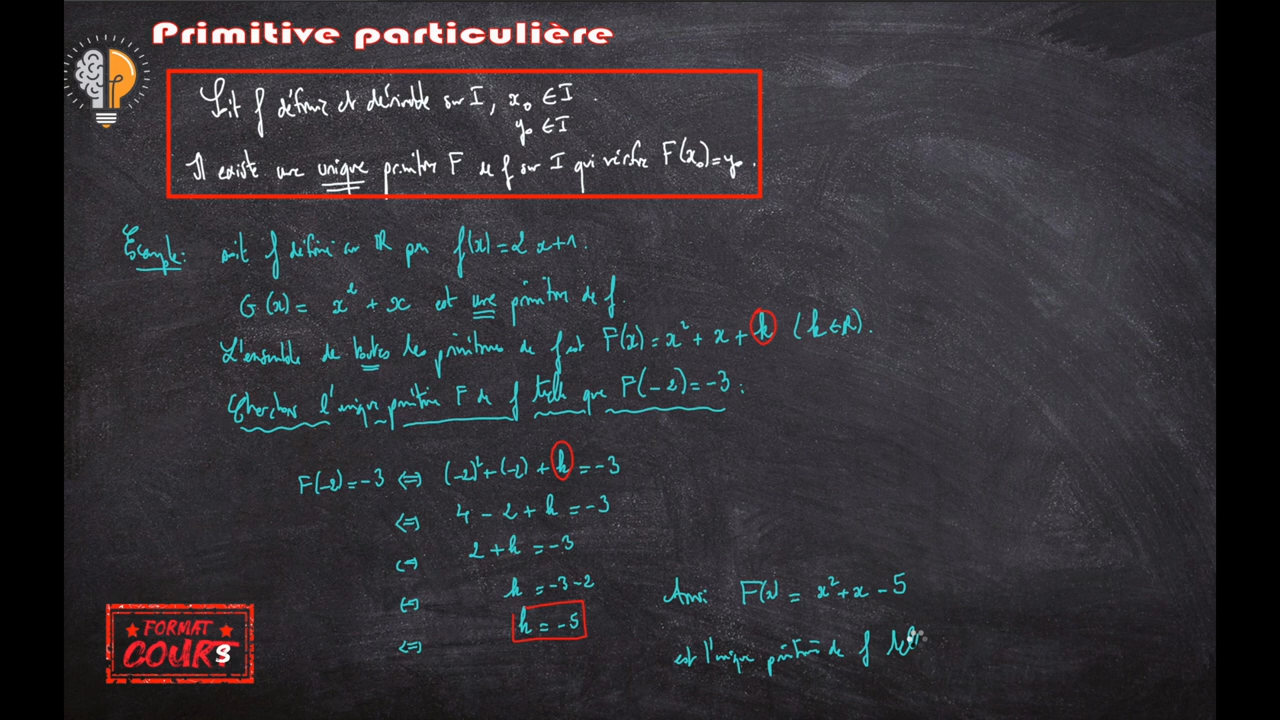 Primitive particulière
Soit f définie et dérivable sur I, x₀ ∈ I.
y₀ ∈ I
Il existe une unique primitive F de f sur I qui vérifie F(x₀)=y₀.
Exemple: soit f définie sur ℝ par f(x)=2x+1.
G(x)= x² + x est une primitive de f.
L'ensemble de toutes les primitives de f est F(x)=x²+x+k (k∈ℝ).
Cherchons l'unique primitive F de f telle que F(-2)=-3:
F(-2)=-3 ⇔ (-2)²+(-2)+k=-3
⇔ 4-2+k=-3
⇔ 2+k=-3
⇔ k=-3-2
⇔ k=-5
Ainsi F(x)=x²+x-5
est l'unique primitive de f
FORMAT
COURS